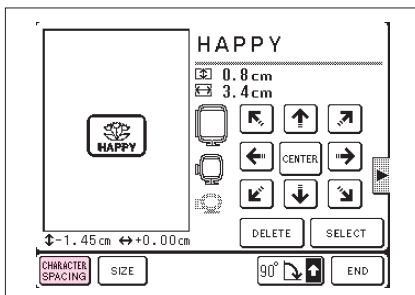 HAPPY
0.8cm
3.4cm
HAPPY
CENTER
-1.45cm ↔+0.00cm
DELETE
SELECT
CHARACTER
SPACING
SIZE
90°
END